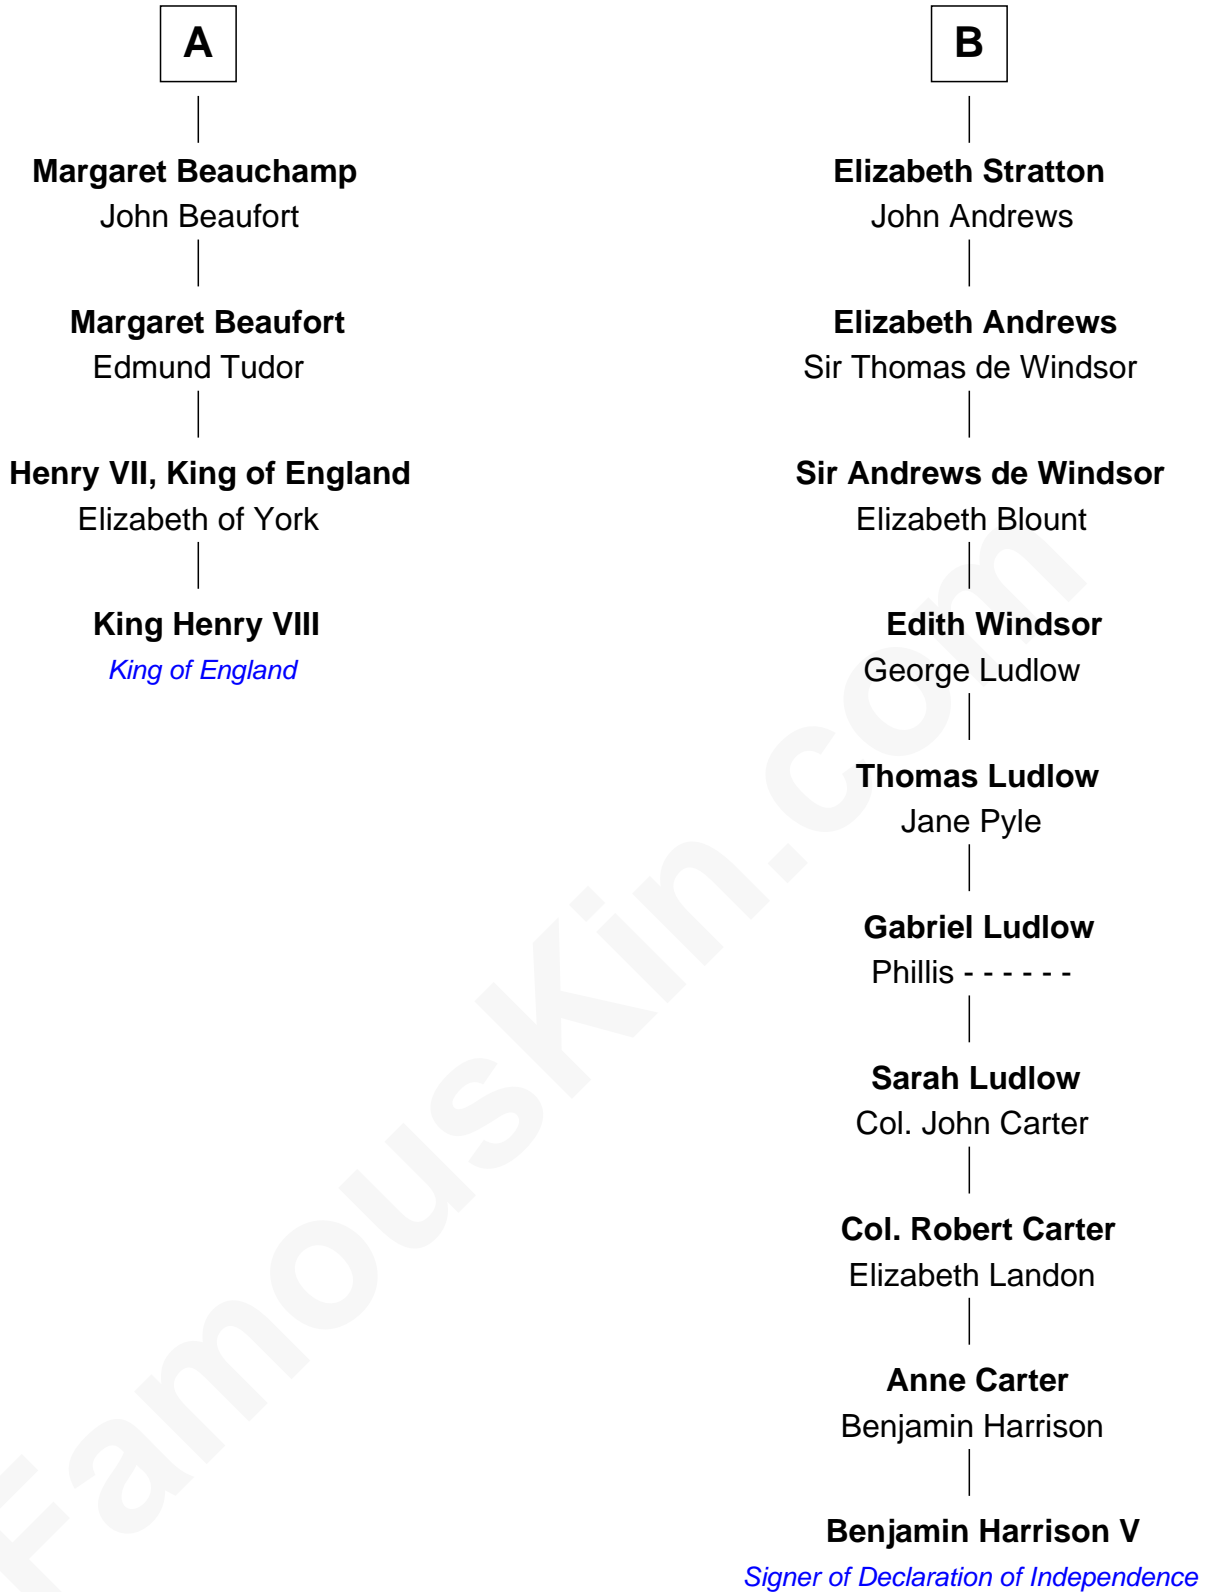 A
Margaret Beauchamp
John Beaufort
Margaret Beaufort
Edmund Tudor
Henry VII, King of England
Elizabeth of York
King Henry VIII
King of England
B
Elizabeth Stratton
John Andrews
Elizabeth Andrews
Sir Thomas de Windsor
Sir Andrews de Windsor
Elizabeth Blount
Edith Windsor
George Ludlow
Thomas Ludlow
Jane Pyle
Gabriel Ludlow
Phillis - - - - - -
Sarah Ludlow
Col. John Carter
Col. Robert Carter
Elizabeth Landon
Anne Carter
Benjamin Harrison
Benjamin Harrison V
Signer of Declaration of Independence
FamousKin.com